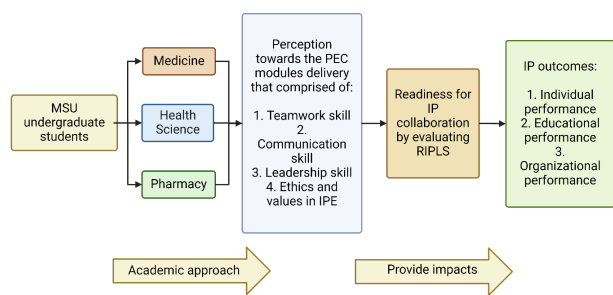 MSU
undergraduate
students
Medicine
Health
Science
Pharmacy
Perception
towards the PEC
modules delivery
that comprised of:
1. Teamwork skill
2.
Communication
skill
3. Leadership skill
4. Ethics and
values in IPE
Readiness for
IP
collaboration
by evaluating
RIPLS
IP outcomes:
1. Individual
performance
2. Educational
performance
3.
Organizational
performance
Academic approach
Provide impacts